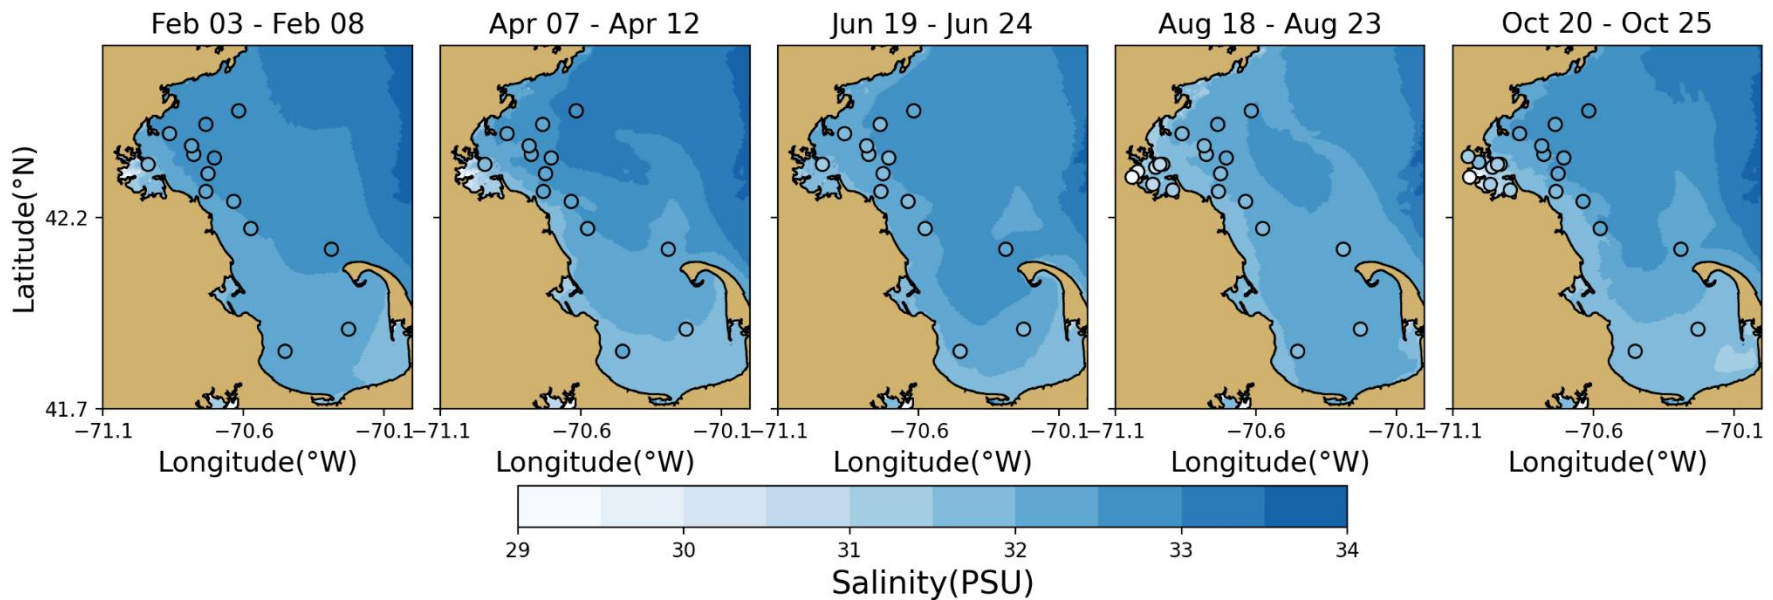 Feb 03 - Feb 08 Apr 07 - Apr 12 Jun 19 - Jun 24 Aug 18 - Aug 23 Oct 20 - Oct 25
Latitude(°N)
42.2
41.7
−71.1 −70.6 −70.1 −71.1 −70.6 −70.1 −71.1 −70.6 −70.1 −71.1 −70.6 −70.1 −71.1 −70.6 −70.1
Longitude(°W) Longitude(°W) Longitude(°W) Longitude(°W) Longitude(°W)
29 30 31 32 33 34
Salinity(PSU)